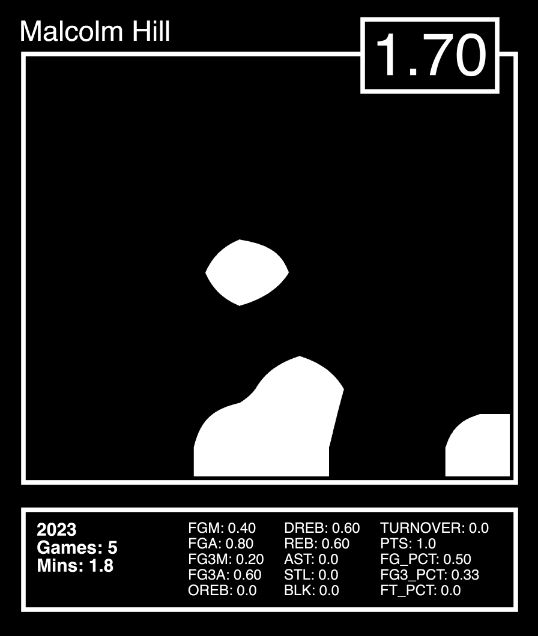 Malcolm Hill
1.70
2023
Games: 5
Mins: 1.8
FGM: 0.40
FGA: 0.80
FG3M: 0.20
FG3A: 0.60
OREB: 0.0
DREB: 0.60
REB: 0.60
AST: 0.0
STL: 0.0
BLK: 0.0
TURNOVER: 0.0
PTS: 1.0
FG_PCT: 0.50
FG3_PCT: 0.33
FT_PCT: 0.0